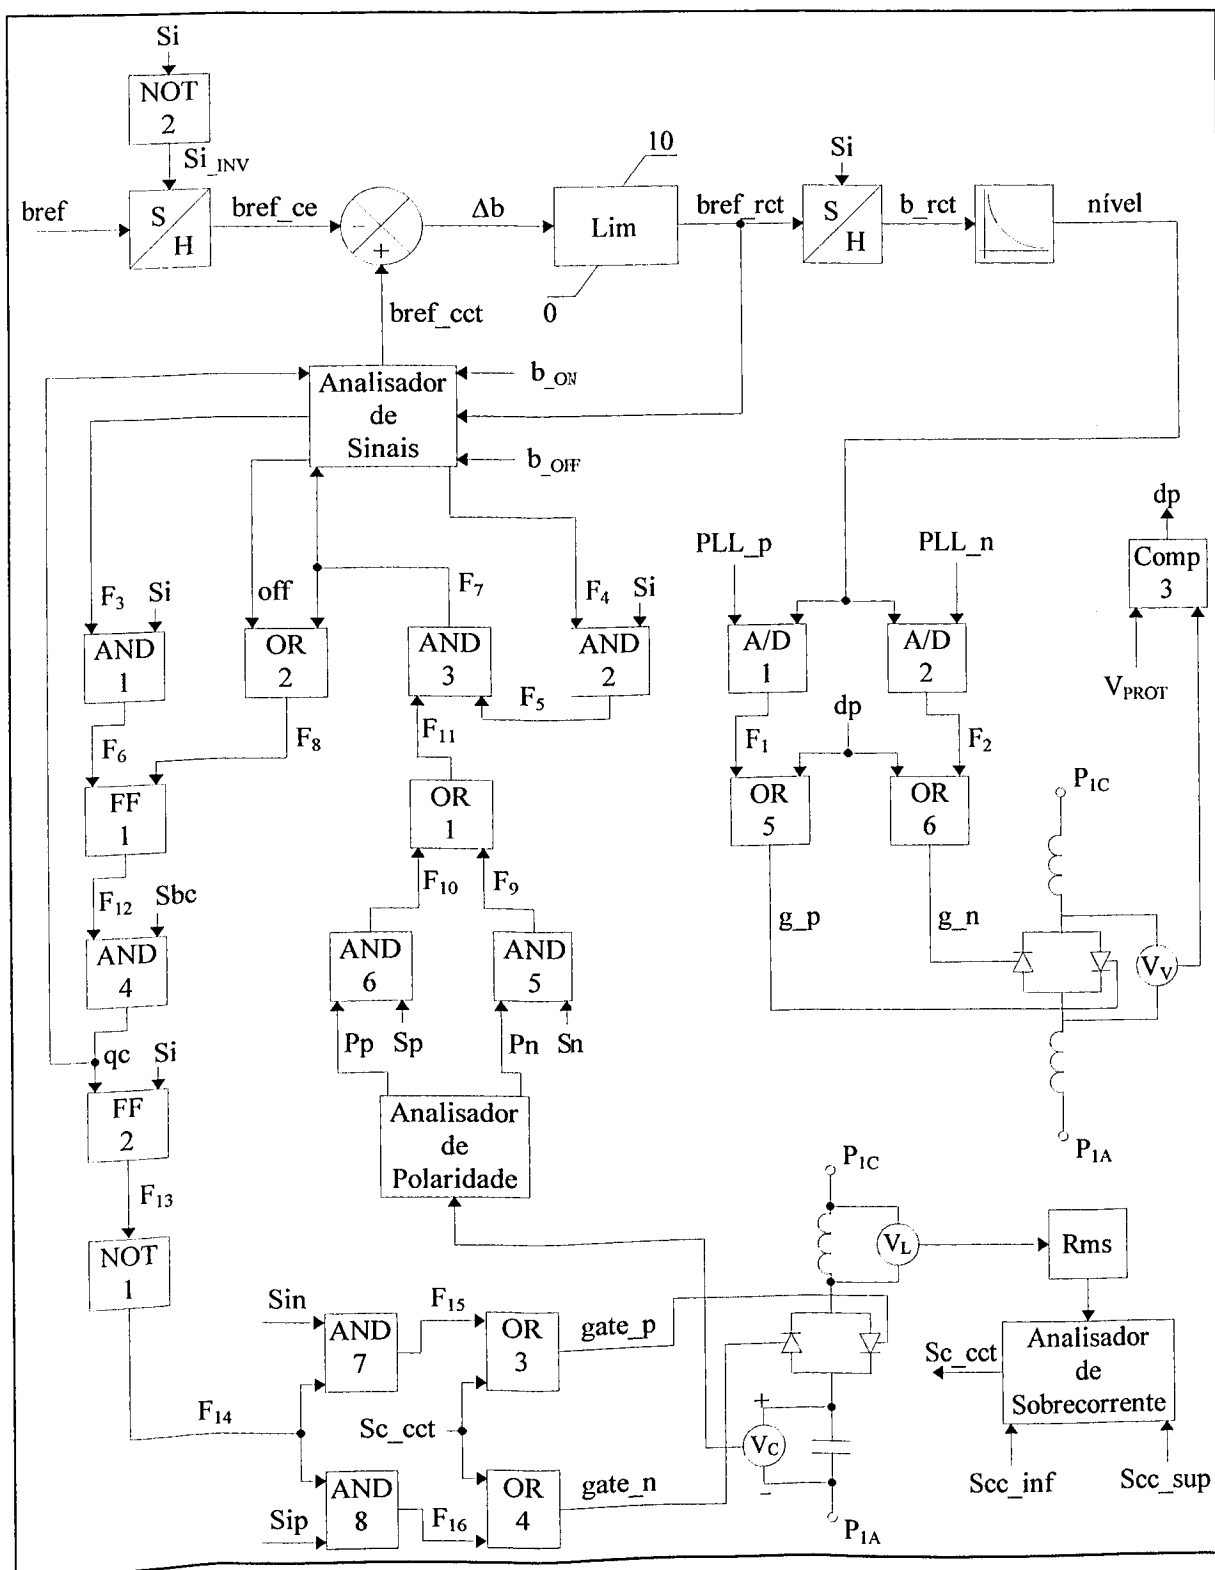 Si
NOT
2
Si_INV
bref
S
H
bref_ce
-
+
Δb
10
Lim
0
bref_rct
Si
S
H
b_rct
nível
bref_cct
Analisador
de
Sinais
b_ON
b_OFF
F3
Si
off
F7
F4
Si
AND
1
OR
2
AND
3
AND
2
F5
F6
F8
F11
PLL_p
PLL_n
A/D
1
A/D
2
dp
F1
F2
OR
5
OR
6
dp
Comp
3
VPROT
FF
1
OR
1
F12
Sbc
F10
F9
AND
4
AND
6
AND
5
g_p
g_n
P1C
VV
P1A
qc
Si
Pp
Sp
Pn
Sn
FF
2
Analisador
de
Polaridade
F13
NOT
1
P1C
VL
Rms
Sin
AND
7
F15
OR
3
gate_p
Sc_cct
Analisador
de
Sobrecorrente
F14
Sc_cct
+
VC
-
Scc_inf
Scc_sup
Sip
AND
8
F16
OR
4
gate_n
P1A